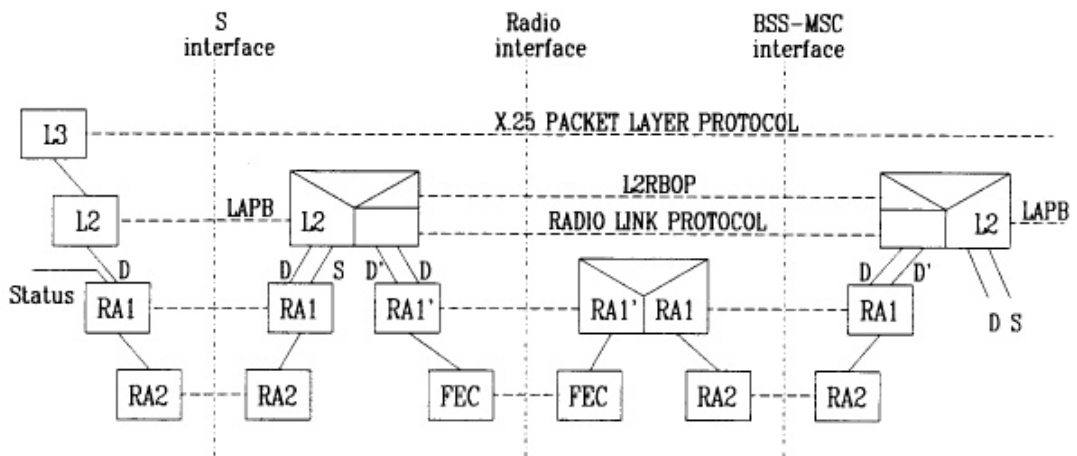 S interface
Radio interface
BSS-MSC interface
L3
X.25 PACKET LAYER PROTOCOL
L2
LAPB
L2
L2RBOP
RADIO LINK PROTOCOL
L2
LAPB
D
D
S
D'
D
D
D'
Status
RA1
RA1
RA1'
RA1'
RA1
RA1
D S
RA2
RA2
FEC
FEC
RA2
RA2